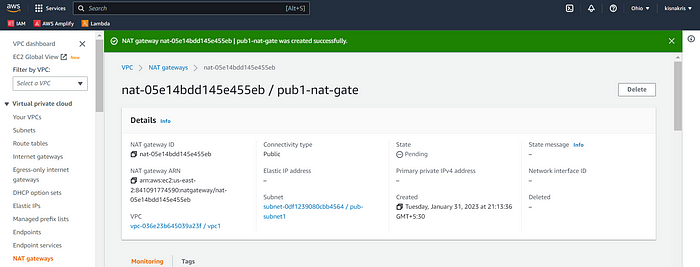 aws
Services
Search
[Alt+S]
Ohio
kisnakris
IAM
AWS Amplify
Lambda
VPC dashboard
EC2 Global View
New
Filter by VPC:
Select a VPC
Virtual private cloud
Your VPCs
Subnets
Route tables
Internet gateways
Egress-only internet
gateways
DHCP option sets
Elastic IPs
Managed prefix lists
Endpoints
Endpoint services
NAT gateways
NAT gateway nat-05e14bdd145e455eb | pub1-nat-gate was created successfully.
VPC
NAT gateways
nat-05e14bdd145e455eb
nat-05e14bdd145e455eb / pub1-nat-gate
Delete
Details Info
NAT gateway ID
nat-05e14bdd145e455eb
Connectivity type
Public
State
Pending
State message Info
–
NAT gateway ARN
arn:aws:ec2:us-east-
2:841091774590:natgateway/nat-
05e14bdd145e455eb
Elastic IP address
–
Primary private IPv4 address
–
Network interface ID
–
VPC
vpc-036e23b645039a23f / vpc1
Subnet
subnet-0df1239080cbb4564 / pub-
subnet1
Created
Tuesday, January 31, 2023 at 21:13:36
GMT+5:30
Deleted
–
Monitoring
Tags